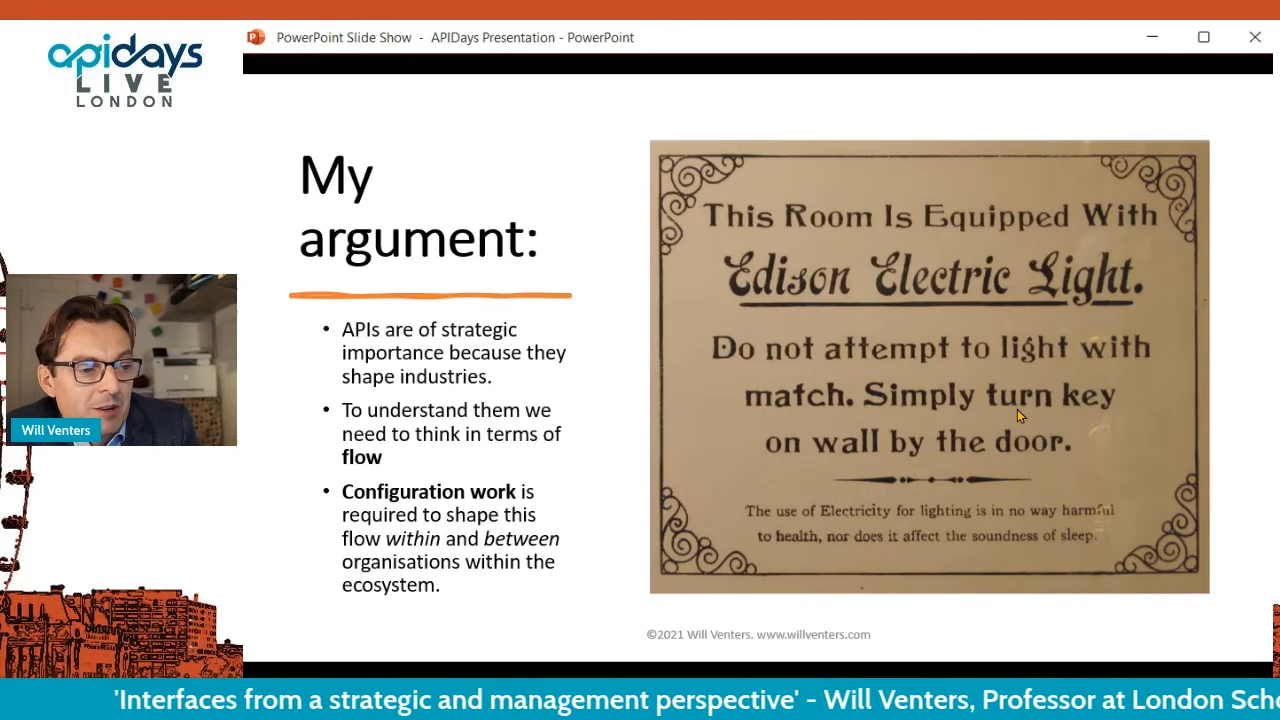 apidays
LIVE
LONDON
PowerPoint Slide Show - APIDays Presentation - PowerPoint
My
argument:
• APIs are of strategic
importance because they
shape industries.
• To understand them we
need to think in terms of
flow
• Configuration work is
required to shape this
flow within and between
organisations within the
ecosystem.
This Room Is Equipped With
Edison Electric Light.
Do not attempt to light with
match. Simply turn key
on wall by the door.
The use of Electricity for lighting is in no way harmful
to health, nor does it affect the soundness of sleep.
©2021 Will Venters. www.willventers.com
Will Venters
'Interfaces from a strategic and management perspective' - Will Venters, Professor at London Scho